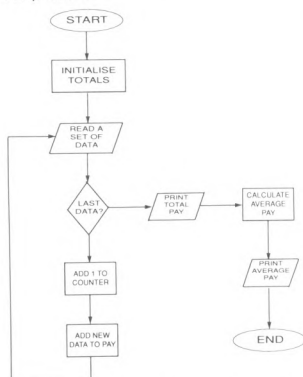 START
INITIALISE
TOTALS
READ A
SET OF
DATA
LAST
DATA?
PRINT
TOTAL
PAY
CALCULATE
AVERAGE
PAY
PRINT
AVERAGE
PAY
END
ADD 1 TO
COUNTER
ADD NEW
DATA TO PAY